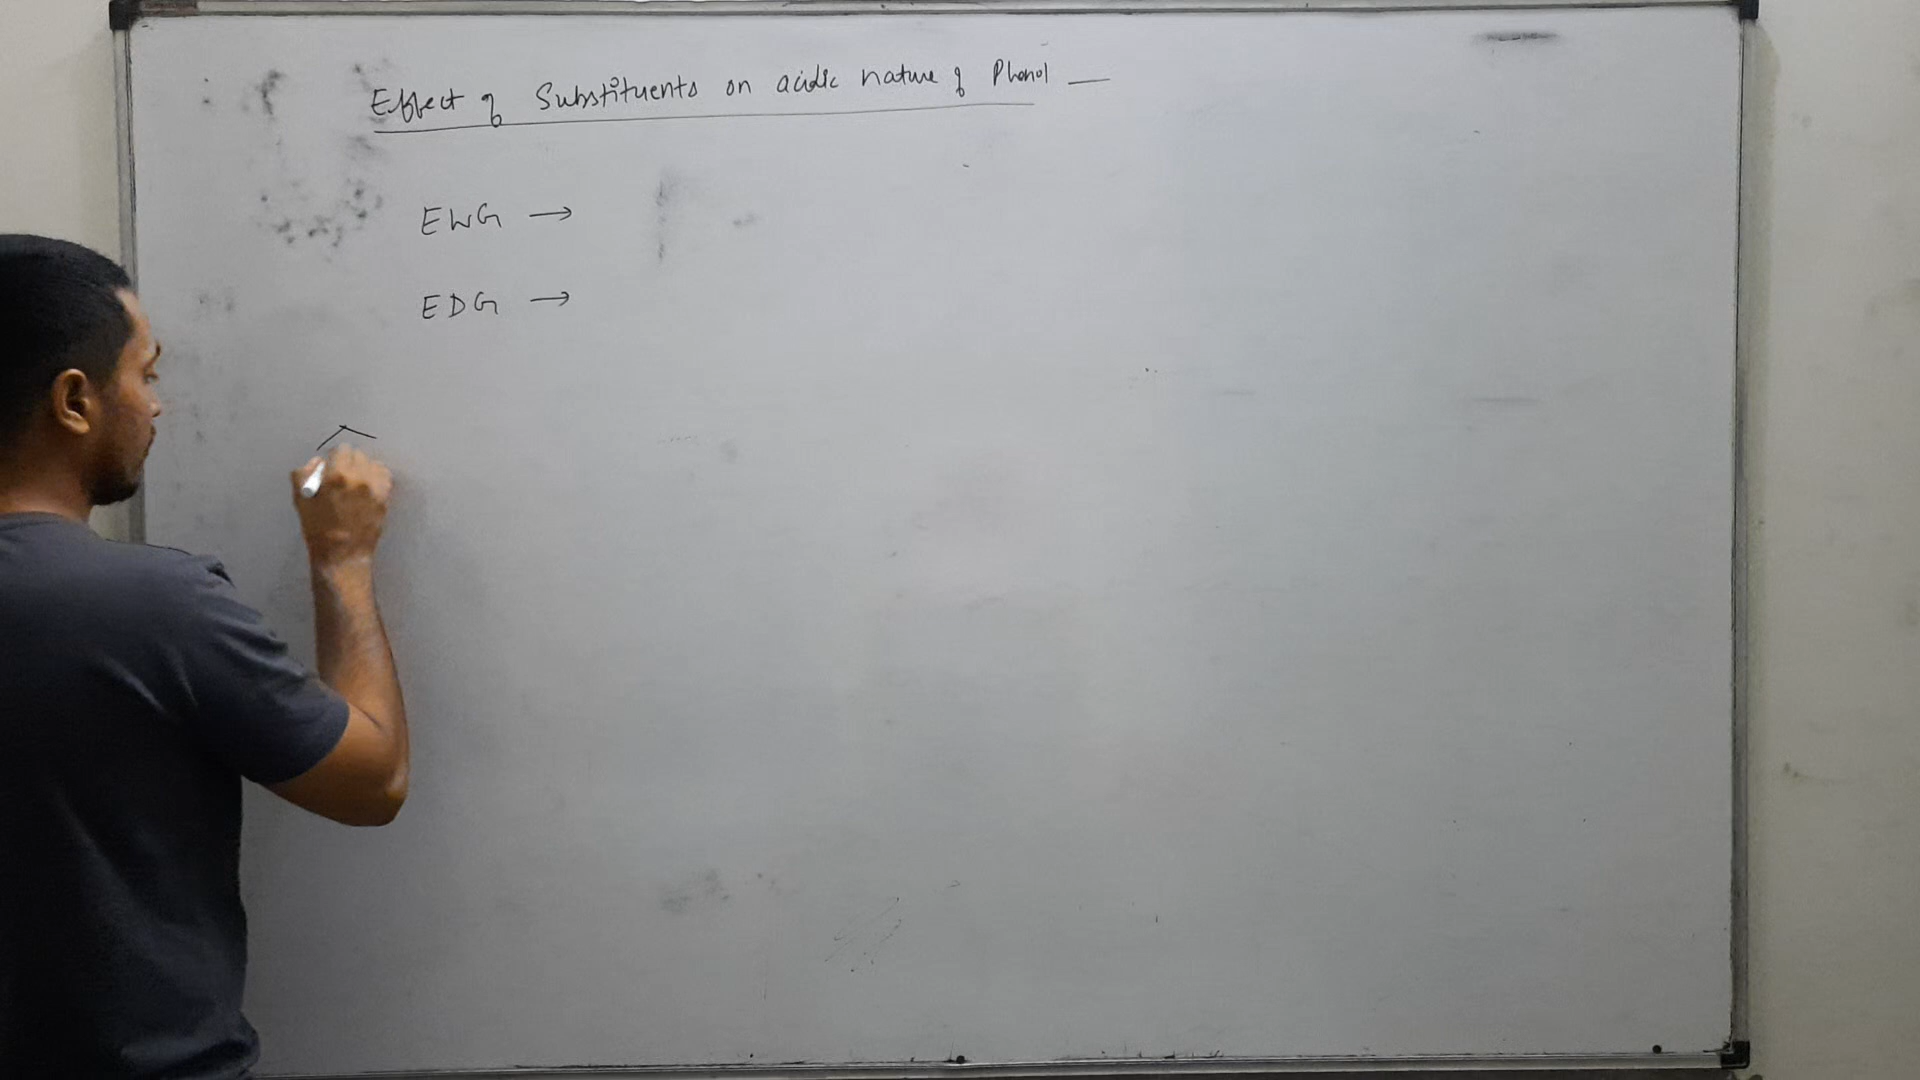 Effect of Substituents on acidic nature of Phenol —
EWG →
EDG →